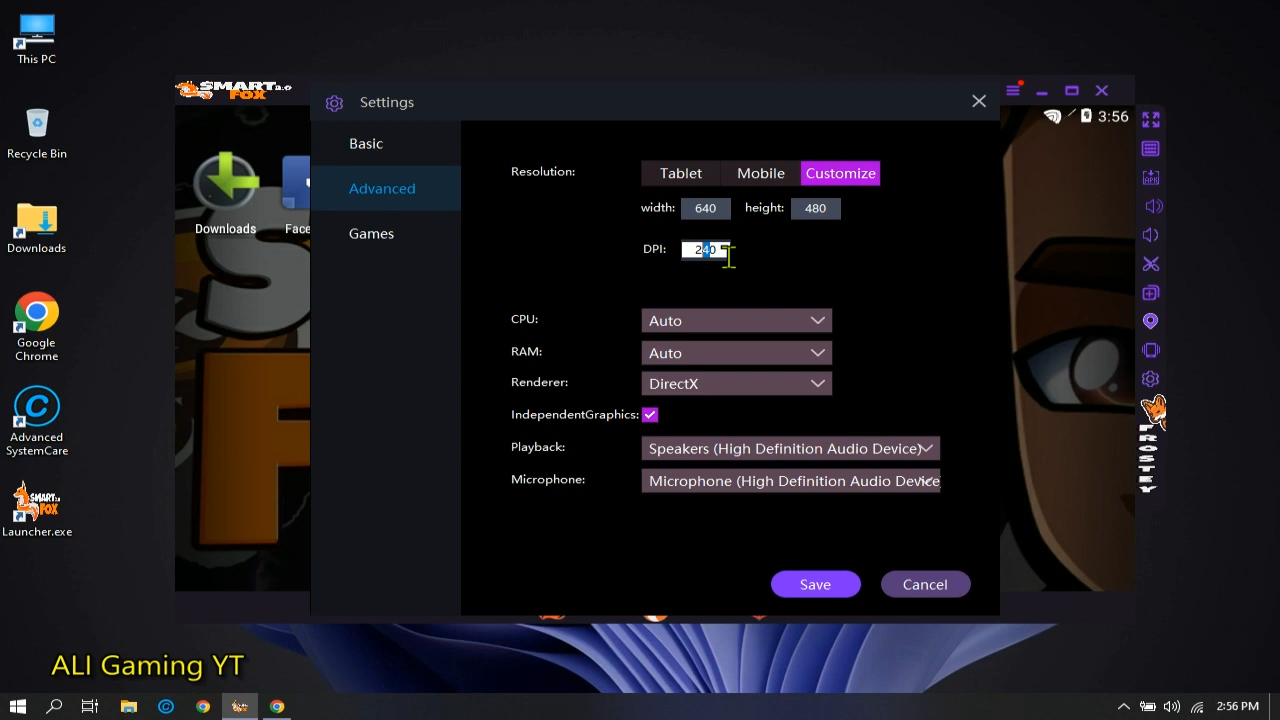 This PC
Recycle Bin
Downloads
Google
Chrome
Advanced
SystemCare
Launcher.exe
SMART
FOX
Settings
3:56
Downloads
Basic
Advanced
Games
Resolution:
Tablet
Mobile
Customize
width:
640
height:
480
DPI:
240
CPU:
Auto
RAM:
Auto
Renderer:
DirectX
IndependentGraphics:
Playback:
Speakers (High Definition Audio Device)
Microphone:
Microphone (High Definition Audio Device
Save
Cancel
ALI Gaming YT
2:56 PM